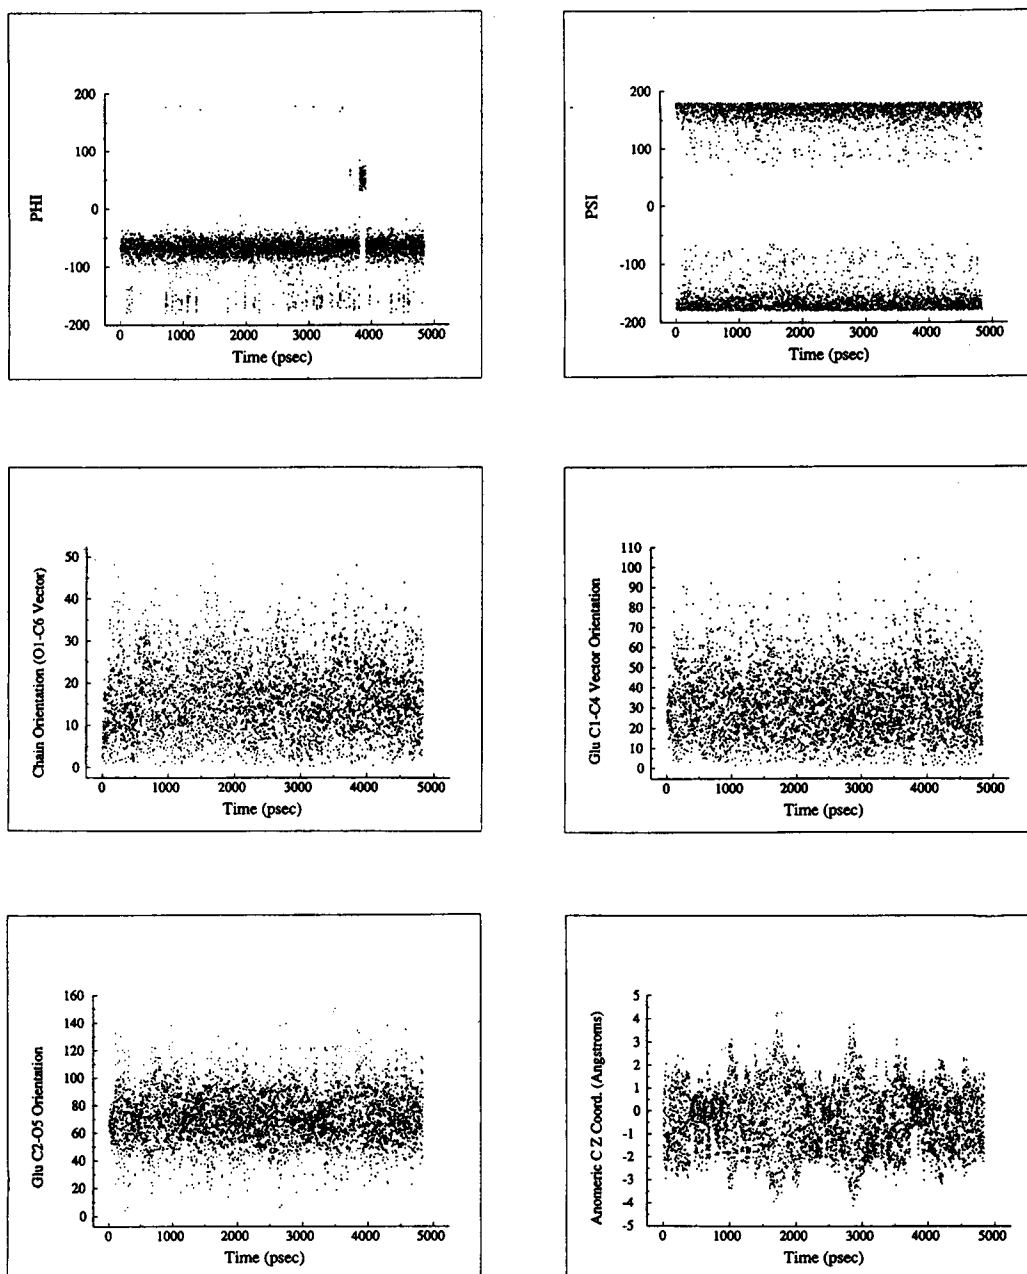 PHI
200
100
0
-100
-200
0 1000 2000 3000 4000 5000
Time (psec)
PSI
200
100
0
-100
-200
0 1000 2000 3000 4000 5000
Time (psec)
Chain Orientation (O1-C6 Vector)
50
40
30
20
10
0
0 1000 2000 3000 4000 5000
Time (psec)
Glu C1-C4 Vector Orientation
110
100
90
80
70
60
50
40
30
20
10
0
0 1000 2000 3000 4000 5000
Time (psec)
Glu C2-O5 Orientation
160
140
120
100
80
60
40
20
0
0 1000 2000 3000 4000 5000
Time (psec)
Anomeric C Z Coord. (Angstroms)
5
4
3
2
1
0
-1
-2
-3
-4
-5
0 1000 2000 3000 4000 5000
Time (psec)